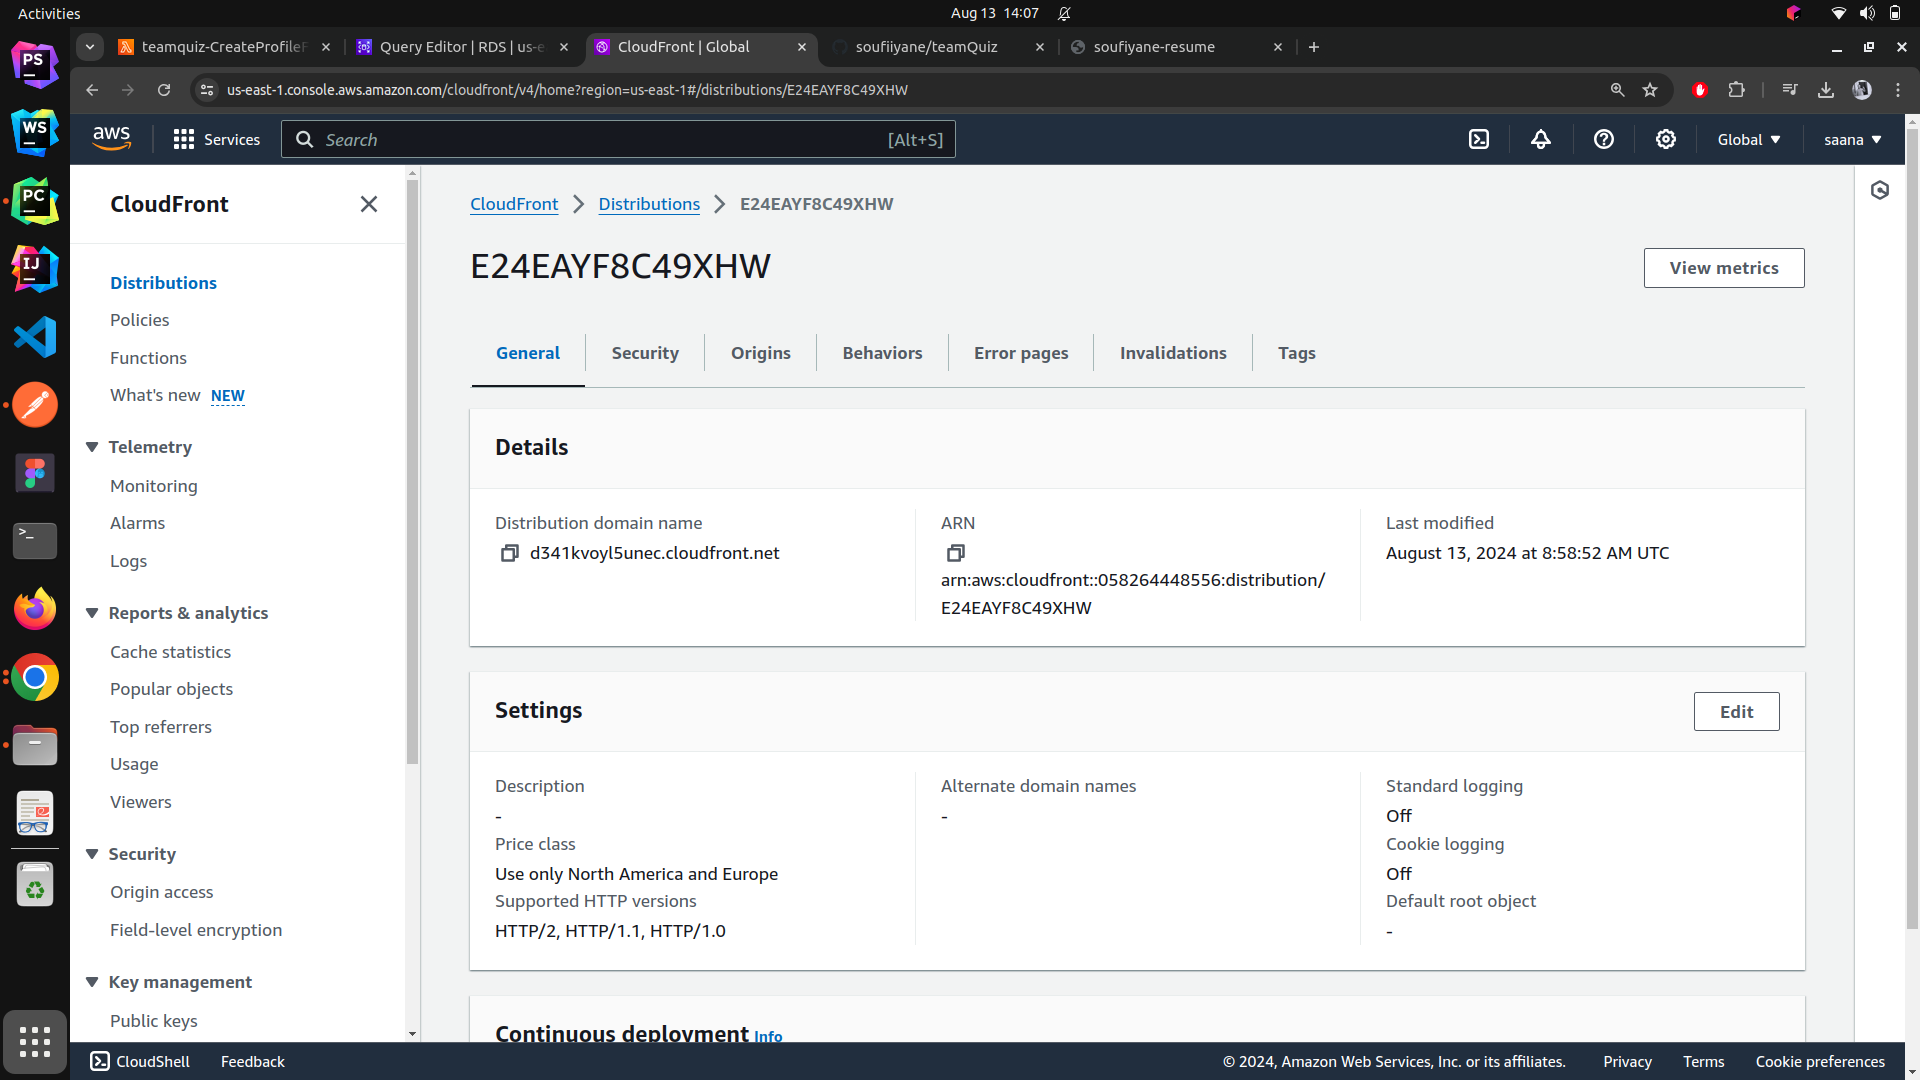 Activities
Aug 13 14:07
teamquiz-CreateProfileF
Query Editor | RDS | us-e
CloudFront | Global
soufiiyane/teamQuiz
soufiyane-resume
us-east-1.console.aws.amazon.com/cloudfront/v4/home?region=us-east-1#/distributions/E24EAYF8C49XHW
aws
Services
Search
[Alt+S]
Global
saana
PS
WS
PC
IJ
>_
CloudFront
Distributions
Policies
Functions
What's new NEW
Telemetry
Monitoring
Alarms
Logs
Reports & analytics
Cache statistics
Popular objects
Top referrers
Usage
Viewers
Security
Origin access
Field-level encryption
Key management
Public keys
CloudFront
Distributions
E24EAYF8C49XHW
E24EAYF8C49XHW
View metrics
General
Security
Origins
Behaviors
Error pages
Invalidations
Tags
Details
Distribution domain name
d341kvoyl5unec.cloudfront.net
ARN
arn:aws:cloudfront::058264448556:distribution/
E24EAYF8C49XHW
Last modified
August 13, 2024 at 8:58:52 AM UTC
Settings
Edit
Description
-
Price class
Use only North America and Europe
Supported HTTP versions
HTTP/2, HTTP/1.1, HTTP/1.0
Alternate domain names
-
Standard logging
Off
Cookie logging
Off
Default root object
-
Continuous deployment Info
CloudShell
Feedback
© 2024, Amazon Web Services, Inc. or its affiliates.
Privacy
Terms
Cookie preferences